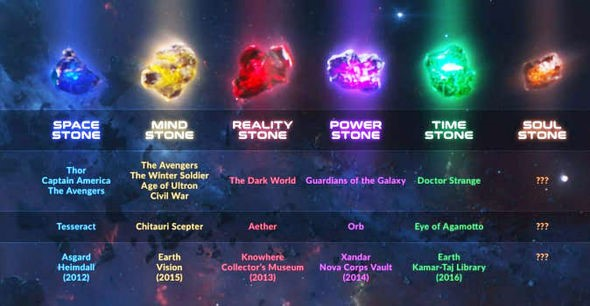 SPACE STONE
MIND STONE
REALITY STONE
POWER STONE
TIME STONE
SOUL STONE
Thor
Captain America
The Avengers
The Avengers
The Winter Soldier
Age of Ultron
Civil War
The Dark World
Guardians of the Galaxy
Doctor Strange
???
Tesseract
Chitauri Scepter
Aether
Orb
Eye of Agamotto
???
Asgard
Heimdall
(2012)
Earth
Vision
(2015)
Knowhere
Collector's Museum
(2013)
Xandar
Nova Corps Vault
(2014)
Earth
Kamar-Taj Library
(2016)
???